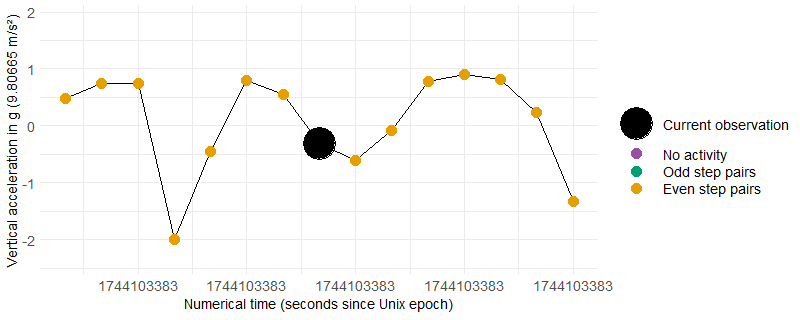 Vertical acceleration in g (9.80665 m/s²)
2
1
0
-1
-2
1744103383 1744103383 1744103383 1744103383 1744103383
Numerical time (seconds since Unix epoch)
Current observation
No activity
Odd step pairs
Even step pairs